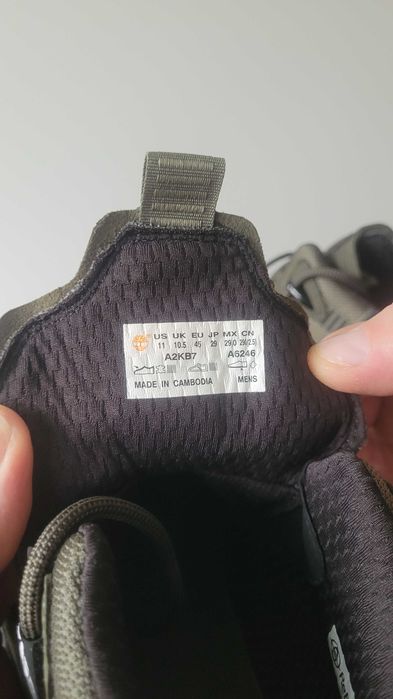 US UK EU JP MX CN
11 10.5 45 29 29.0 29(2.5)
A2KB7 A6246
MADE IN CAMBODIA MENS